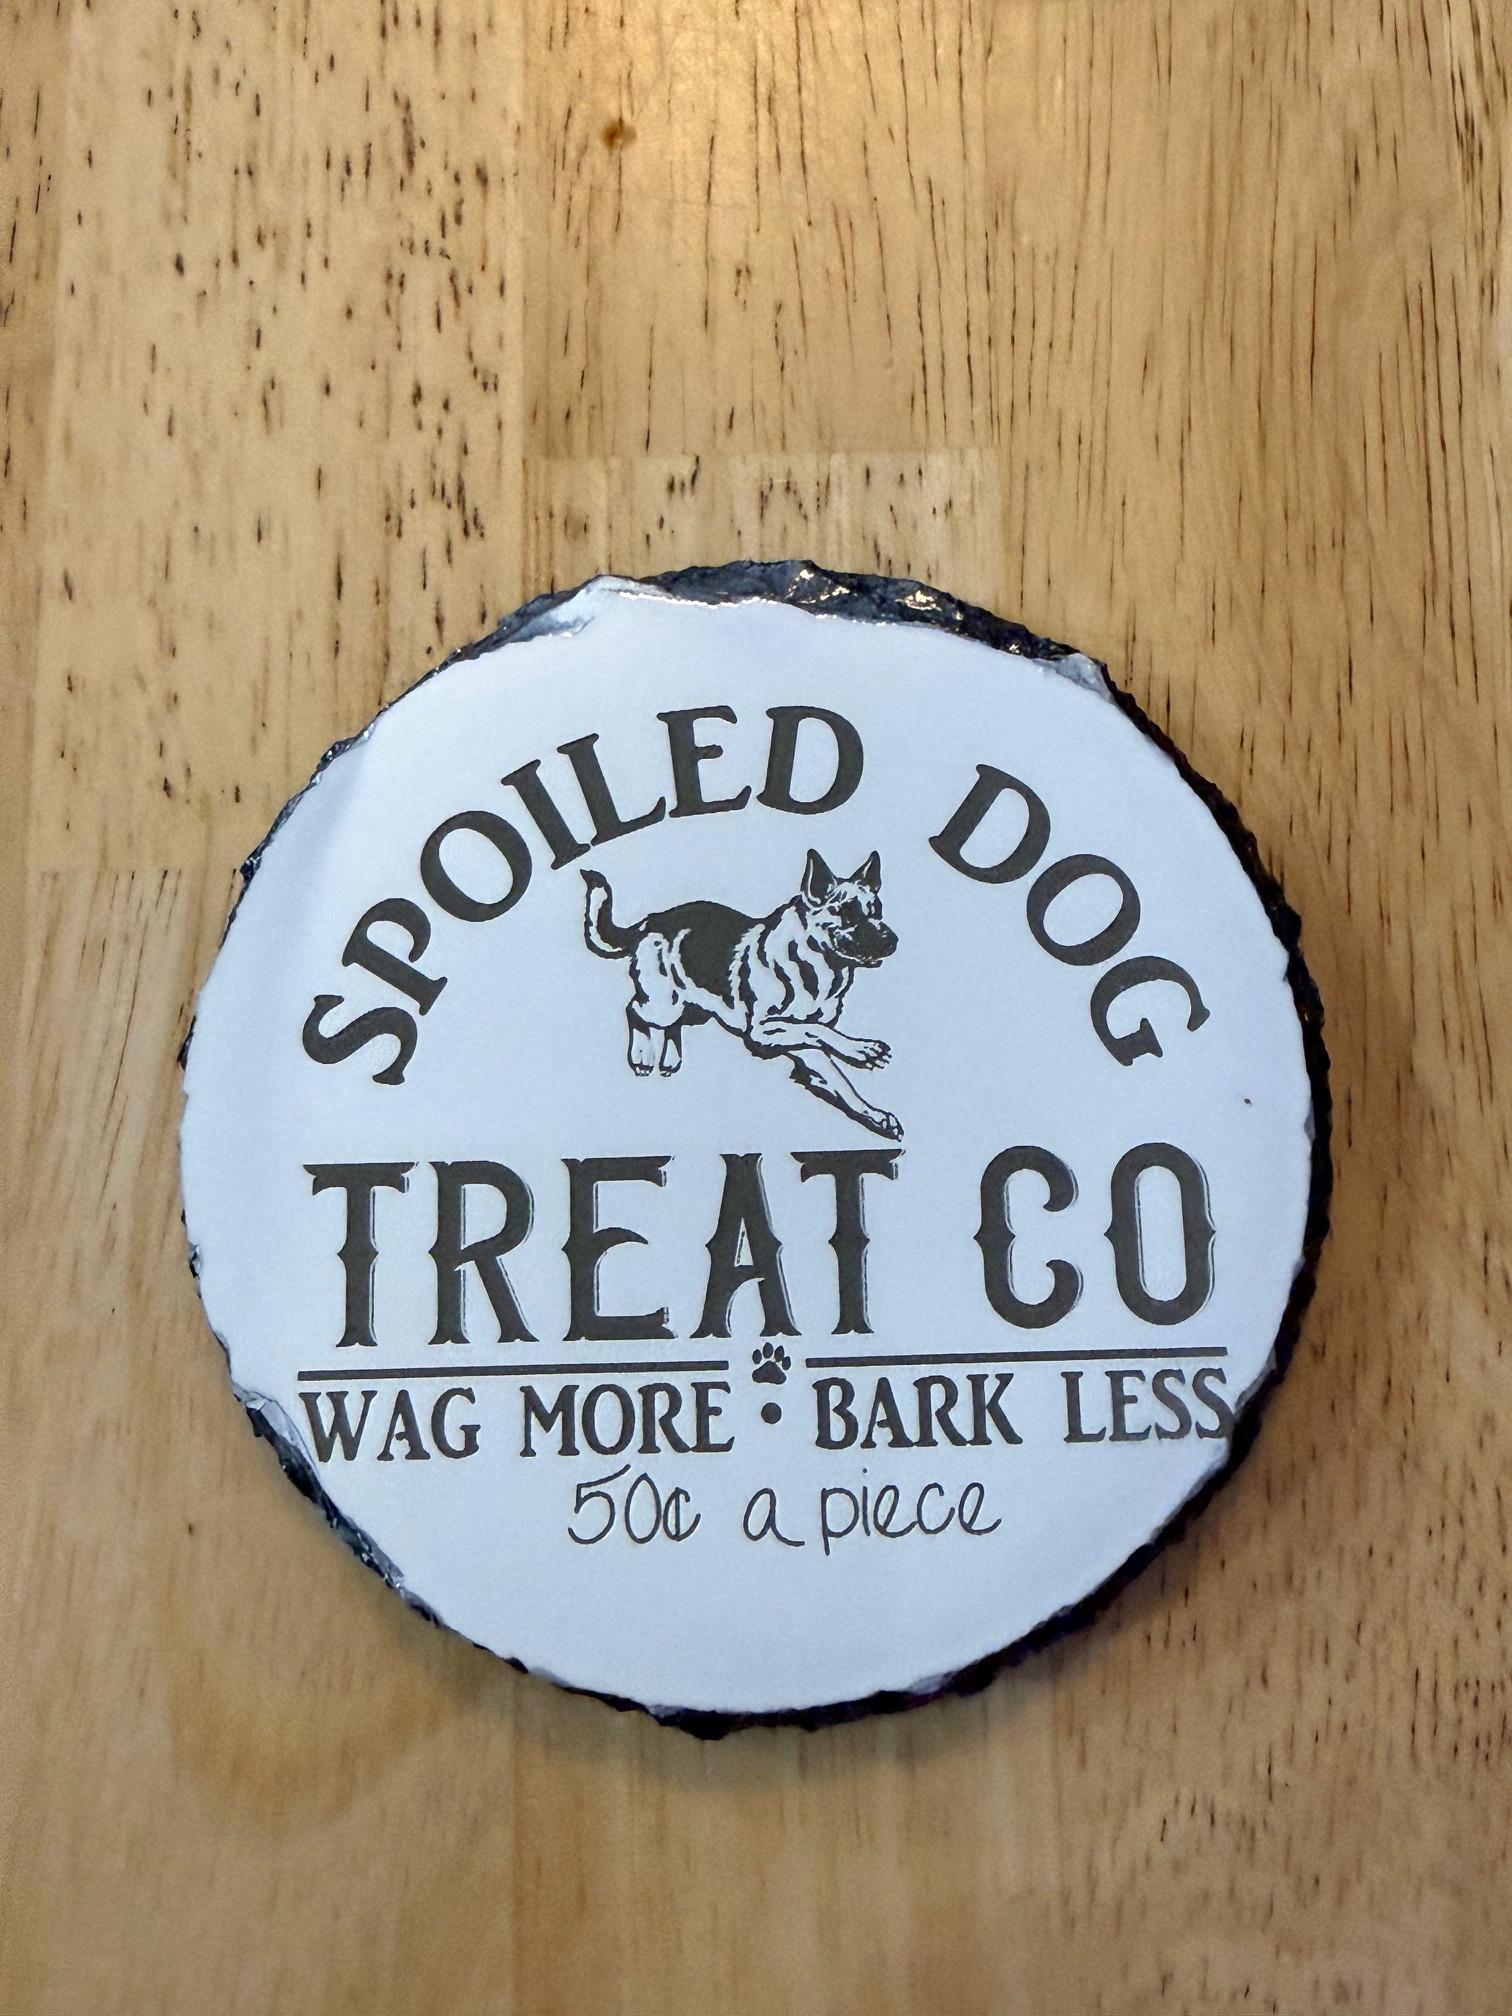 SPOILED DOG
TREAT CO
WAG MORE • BARK LESS
50¢ a piece